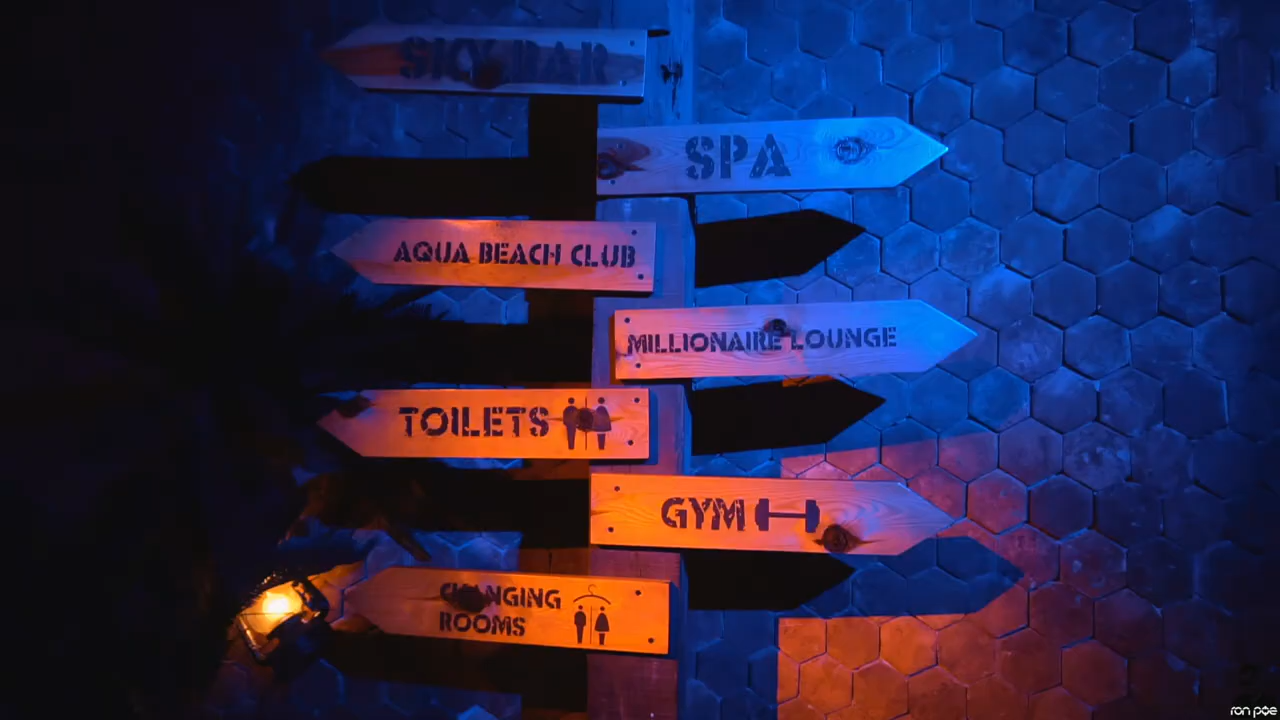 SKY BAR
SPA
AQUA BEACH CLUB
MILLIONAIRE LOUNGE
TOILETS
GYM
CHANGING
ROOMS
ron poe